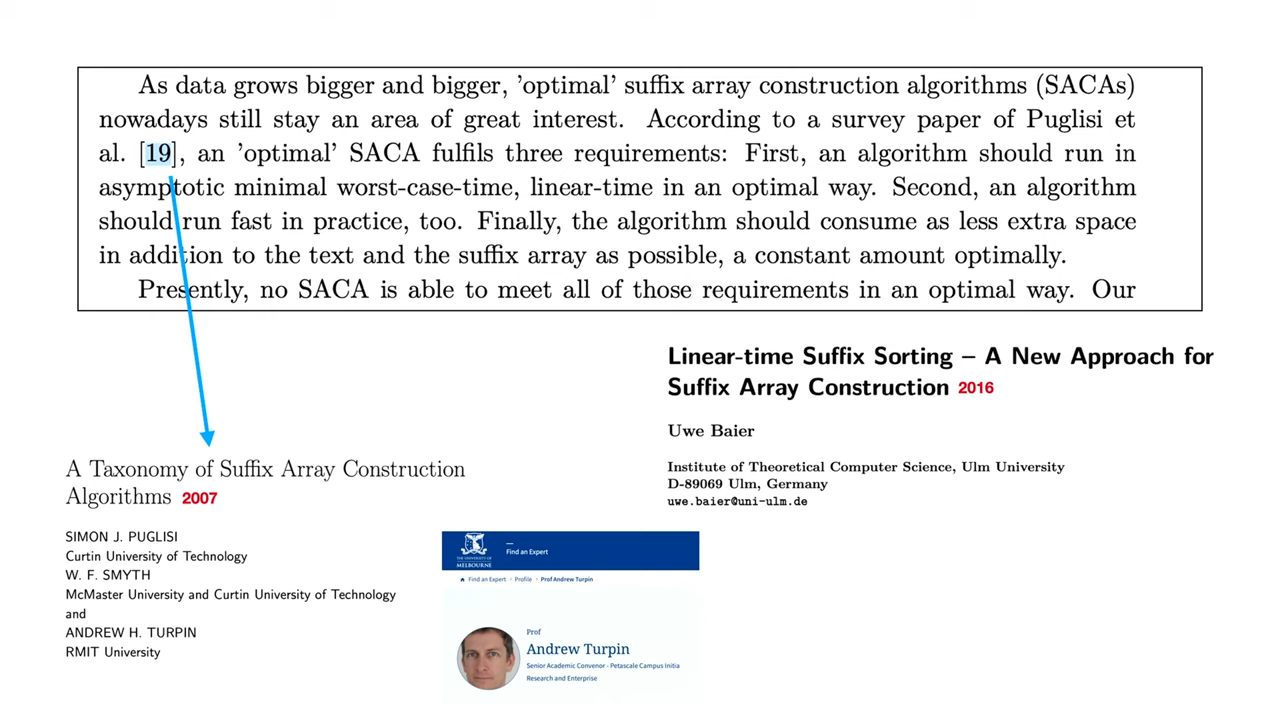 As data grows bigger and bigger, 'optimal' suffix array construction algorithms (SACAs)
nowadays still stay an area of great interest. According to a survey paper of Puglisi et
al. [19], an 'optimal' SACA fulfils three requirements: First, an algorithm should run in
asymptotic minimal worst-case-time, linear-time in an optimal way. Second, an algorithm
should run fast in practice, too. Finally, the algorithm should consume as less extra space
in addition to the text and the suffix array as possible, a constant amount optimally.
Presently, no SACA is able to meet all of those requirements in an optimal way. Our
Linear-time Suffix Sorting – A New Approach for
Suffix Array Construction 2016
Uwe Baier
Institute of Theoretical Computer Science, Ulm University
D-89069 Ulm, Germany
uwe.baier@uni-ulm.de
A Taxonomy of Suffix Array Construction
Algorithms 2007
SIMON J. PUGLISI
Curtin University of Technology
W. F. SMYTH
McMaster University and Curtin University of Technology
and
ANDREW H. TURPIN
RMIT University
THE UNIVERSITY OF
MELBOURNE
Find an Expert
Find an Expert / Profile > Prof Andrew Turpin
Prof
Andrew Turpin
Senior Academic Convenor - Petascale Campus Initia
Research and Enterprise